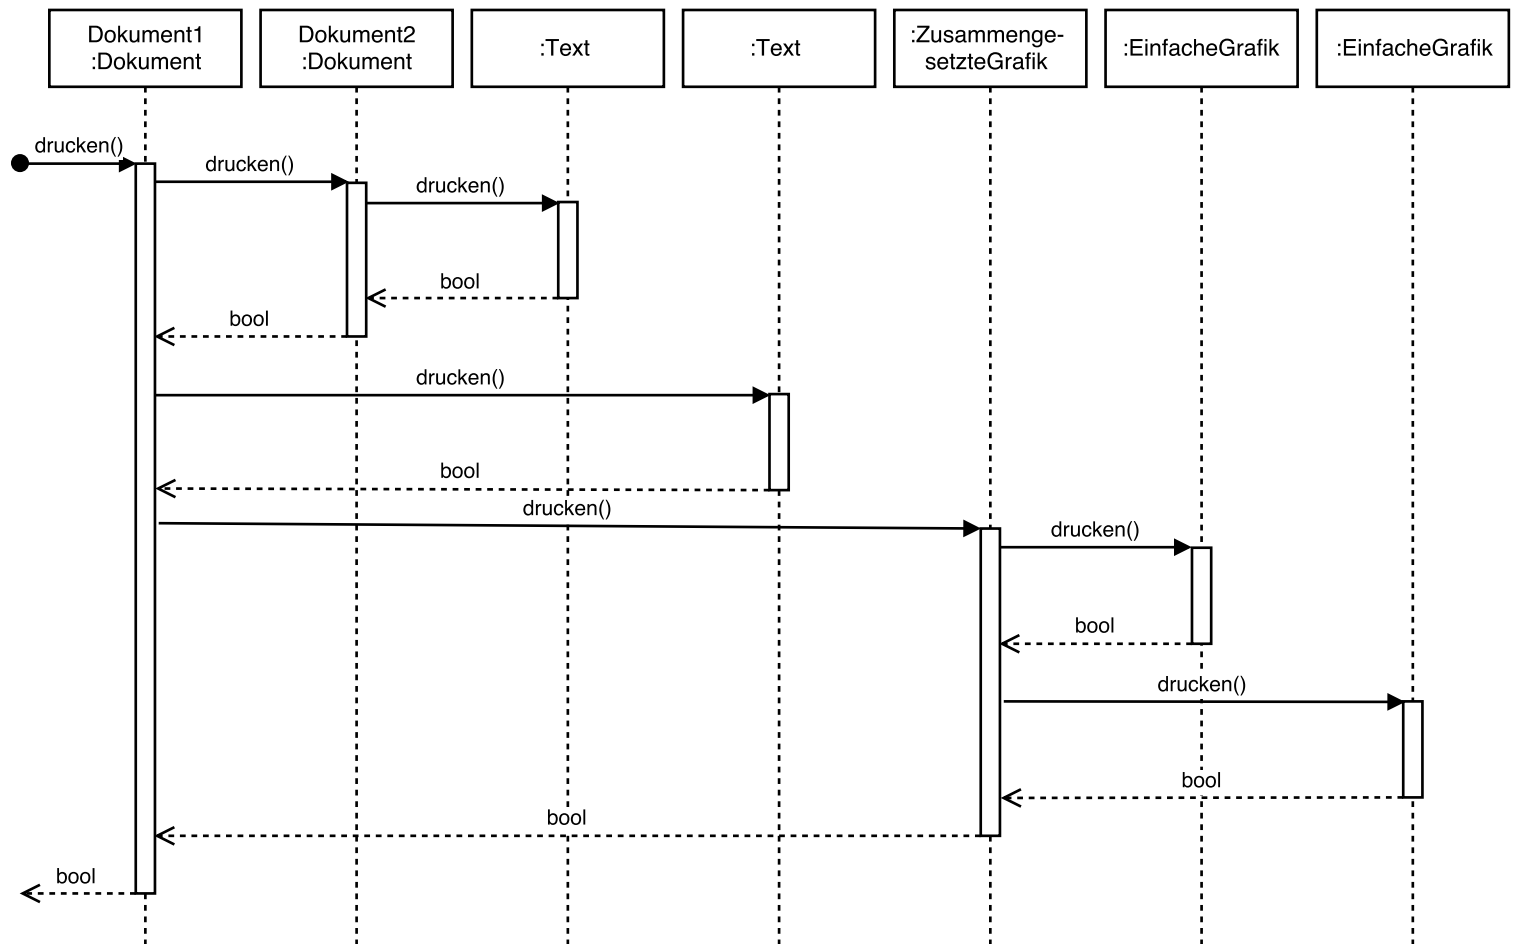 Dokument1
:Dokument
Dokument2
:Dokument
:Text
:Text
:Zusammenge-
setzteGrafik
:EinfacheGrafik
:EinfacheGrafik
drucken()
drucken()
drucken()
bool
bool
drucken()
bool
drucken()
drucken()
bool
drucken()
bool
bool
bool